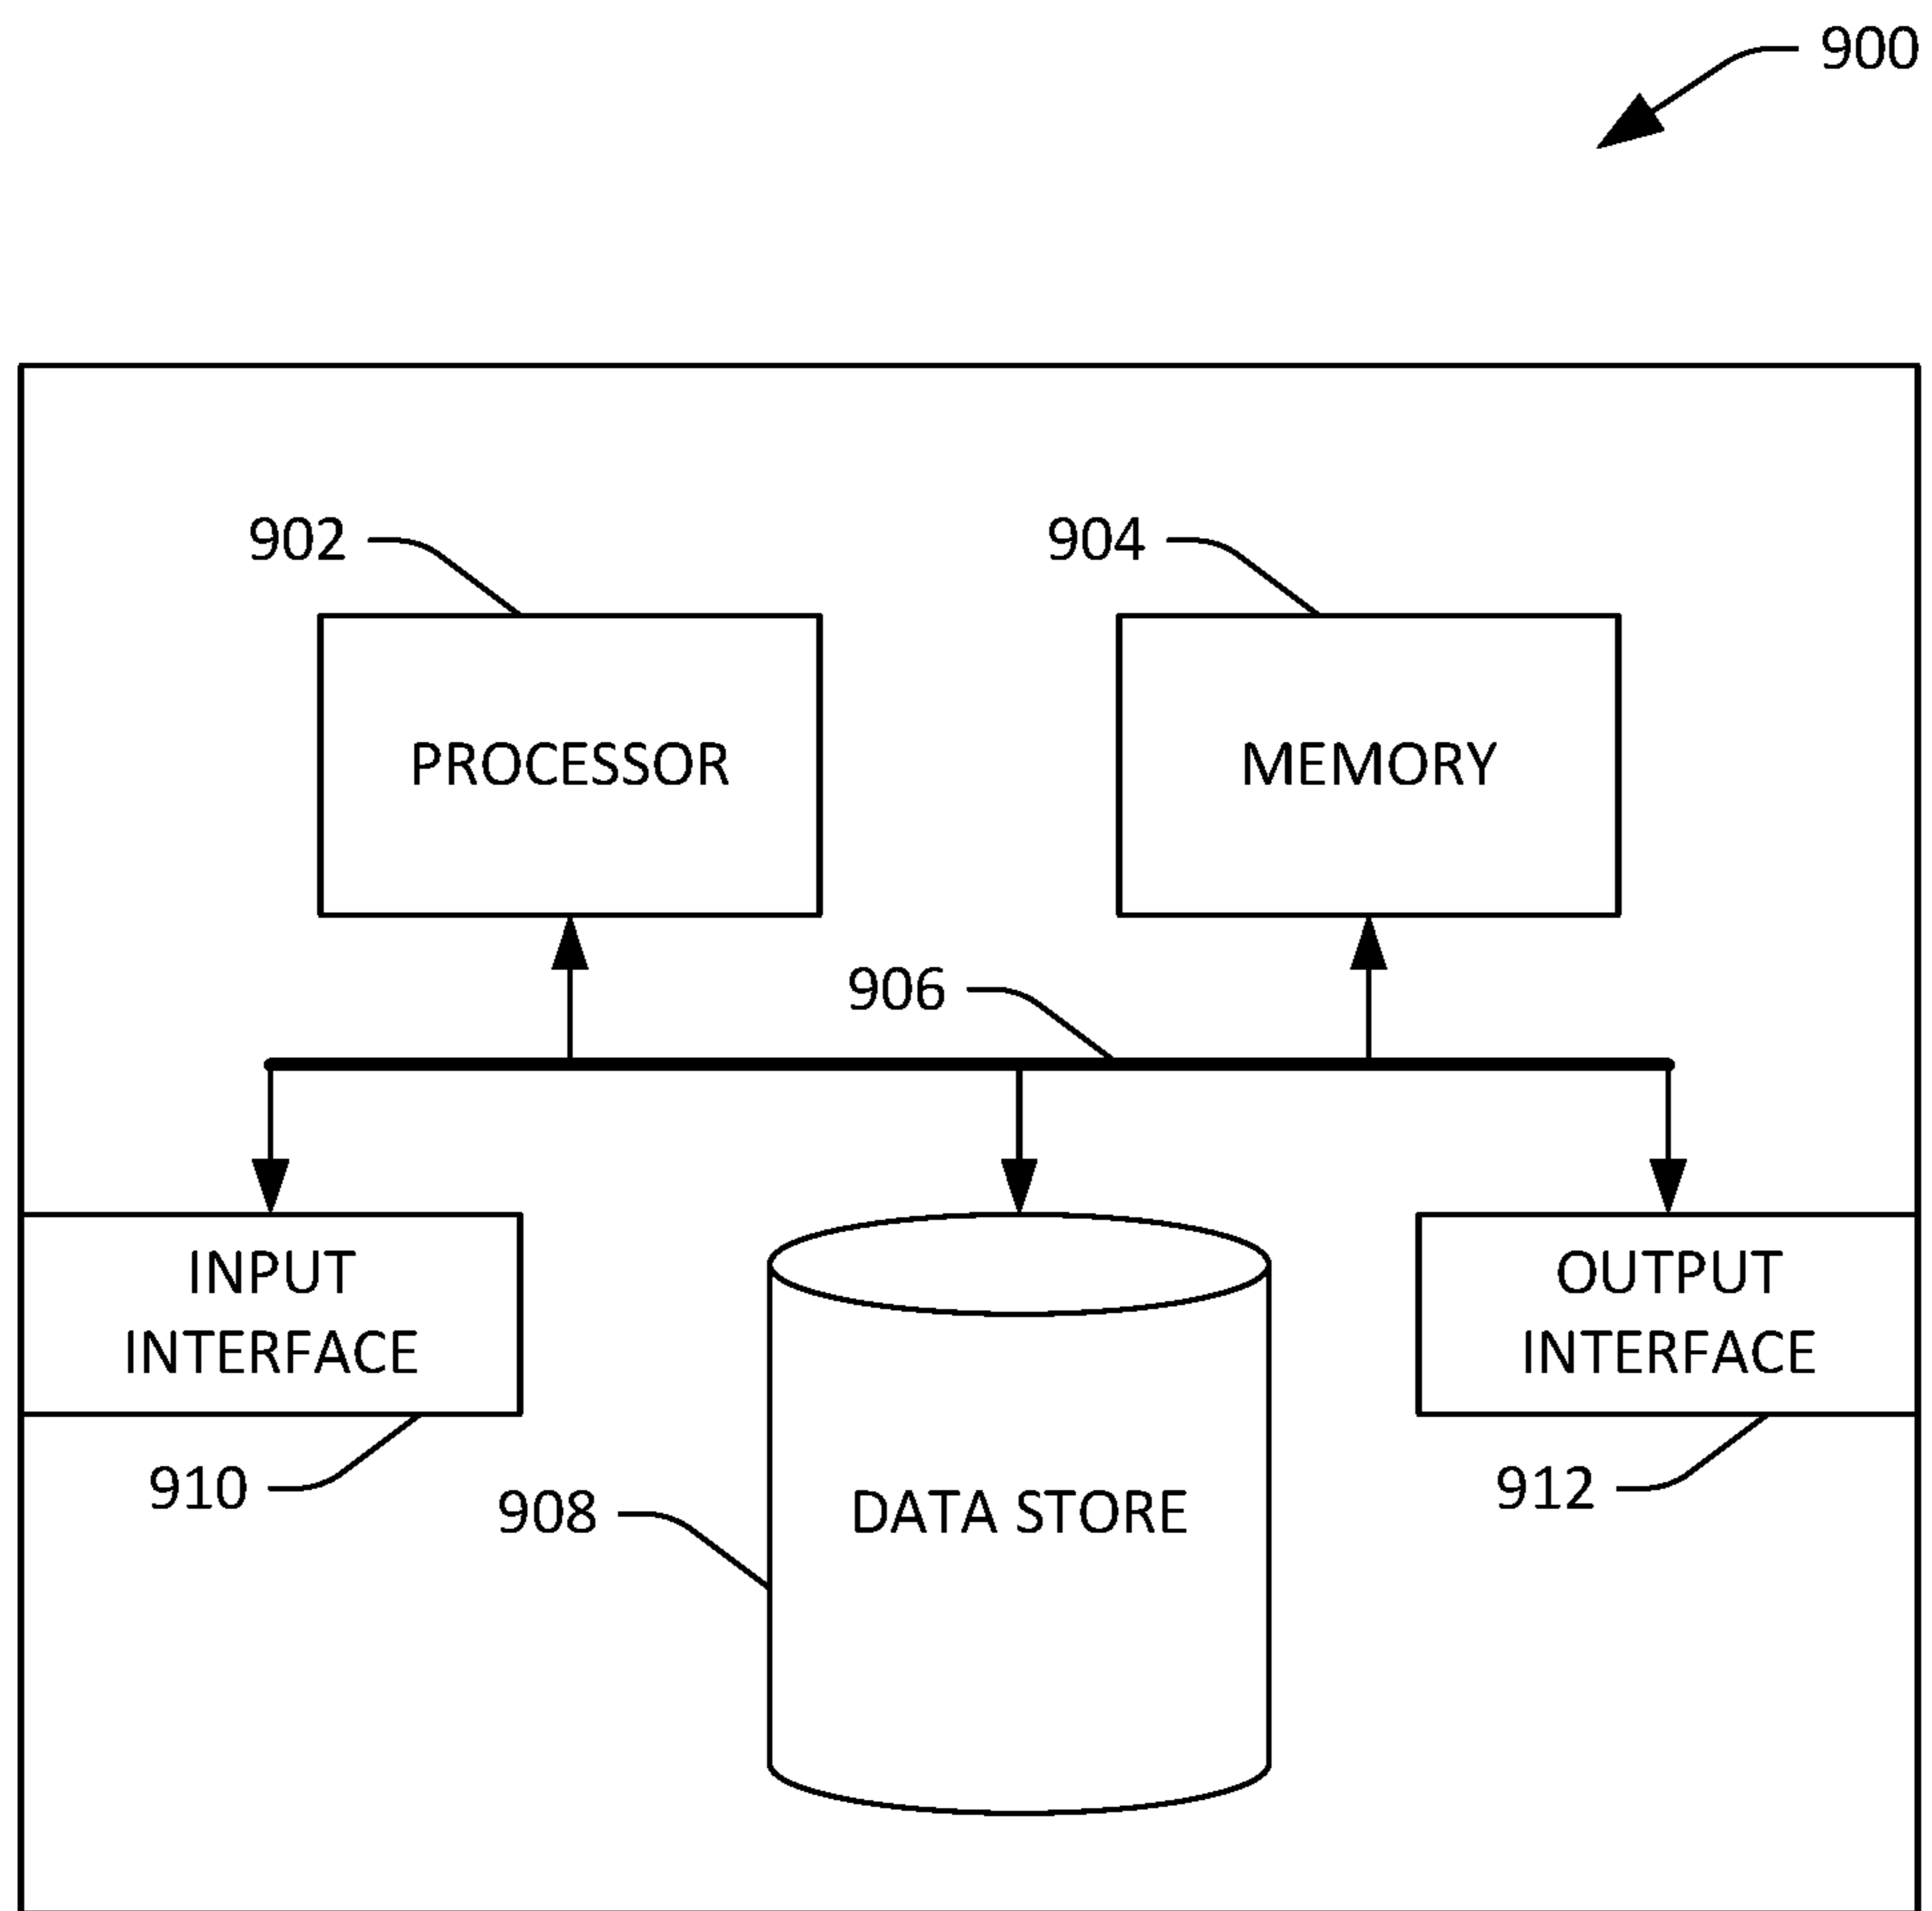 900
902
904
PROCESSOR
MEMORY
906
INPUT
INTERFACE
OUTPUT
INTERFACE
910
908
DATA STORE
912